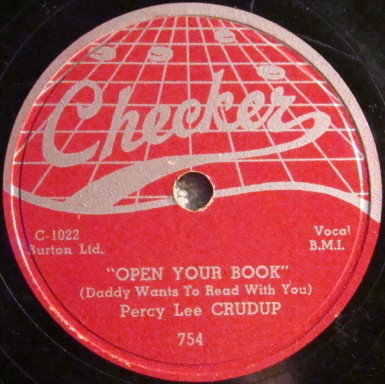 Checker
C-1022
Vocal
Burton Ltd.
B.M.I.
"OPEN YOUR BOOK"
(Daddy Wants To Read With You)
Percy Lee CRUDUP
754